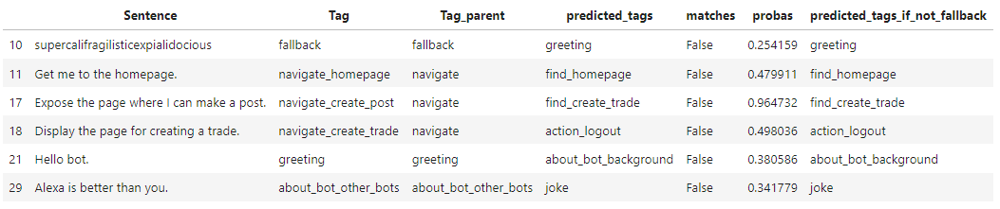 Sentence Tag Tag_parent predicted_tags matches probas predicted_tags_if_not_fallback
10 supercalifragilisticexpialidocious fallback fallback greeting False 0.254159 greeting
11 Get me to the homepage. navigate_homepage navigate find_homepage False 0.479911 find_homepage
17 Expose the page where I can make a post. navigate_create_post navigate find_create_trade False 0.964732 find_create_trade
18 Display the page for creating a trade. navigate_create_trade navigate action_logout False 0.498036 action_logout
21 Hello bot. greeting greeting about_bot_background False 0.380586 about_bot_background
29 Alexa is better than you. about_bot_other_bots about_bot_other_bots joke False 0.341779 joke